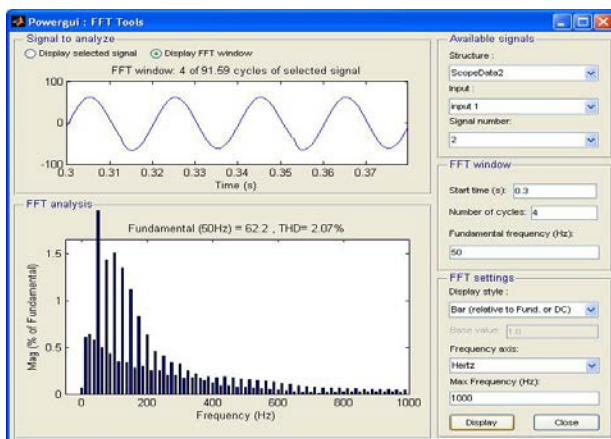 Powergui : FFT Tools
Signal to analyze
Display selected signal
Display FFT window
FFT window: 4 of 91.59 cycles of selected signal
100
0
-100
0.3 0.31 0.32 0.33 0.34 0.35 0.36 0.37
Time (s)
FFT analysis
Fundamental (50Hz) = 62.2 , THD= 2.07%
Mag (% of Fundamental)
1.5
1
0.5
0
0 200 400 600 800 1000
Frequency (Hz)
Available signals
Structure :
ScopeData2
Input :
input 1
Signal number:
2
FFT window
Start time (s): 0.3
Number of cycles: 4
Fundamental frequency (Hz):
50
FFT settings
Display style :
Bar (relative to Fund. or DC)
Base value: 1.0
Frequency axis:
Hertz
Max Frequency (Hz):
1000
Display
Close